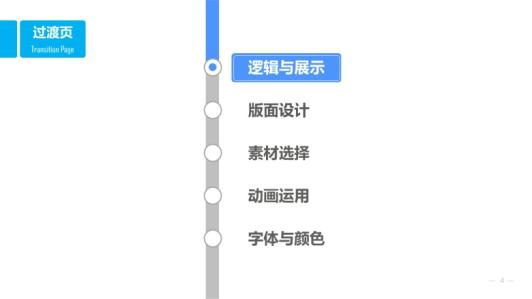 过渡页
Transition Page
逻辑与展示
版面设计
素材选择
动画运用
字体与颜色
— 4 —